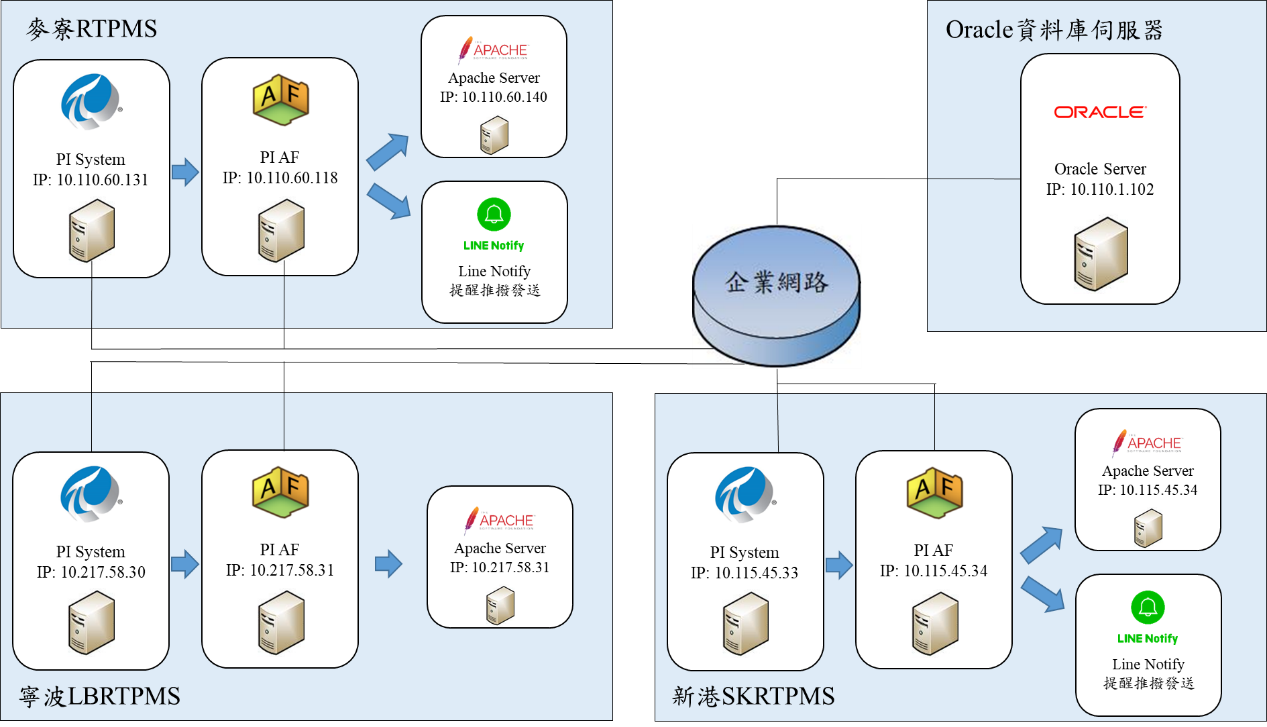 麥寮RTPMS
PI System
IP: 10.110.60.131
AF
PI AF
IP: 10.110.60.118
APACHE
Apache Server
IP: 10.110.60.140
LINE Notify
Line Notify
提醒推撥發送
Oracle資料庫伺服器
ORACLE
Oracle Server
IP: 10.110.1.102
企業網路
PI System
IP: 10.217.58.30
AF
PI AF
IP: 10.217.58.31
APACHE
Apache Server
IP: 10.217.58.31
寧波LBRTPMS
PI System
IP: 10.115.45.33
AF
PI AF
IP: 10.115.45.34
APACHE
Apache Server
IP: 10.115.45.34
LINE Notify
Line Notify
提醒推撥發送
新港SKRTPMS